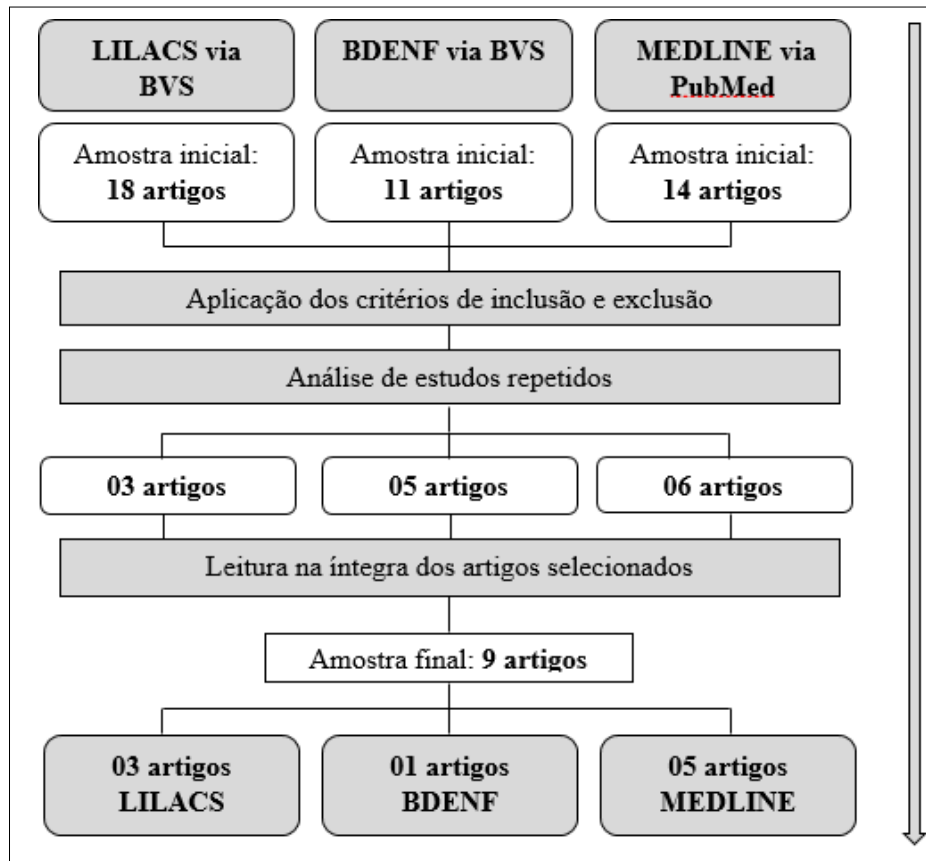 LILACS via
BVS
BDENF via BVS
MEDLINE via
PubMed
Amostra inicial:
18 artigos
Amostra inicial:
11 artigos
Amostra inicial:
14 artigos
Aplicação dos critérios de inclusão e exclusão
Análise de estudos repetidos
03 artigos
05 artigos
06 artigos
Leitura na íntegra dos artigos selecionados
Amostra final: 9 artigos
03 artigos
LILACS
01 artigos
BDENF
05 artigos
MEDLINE